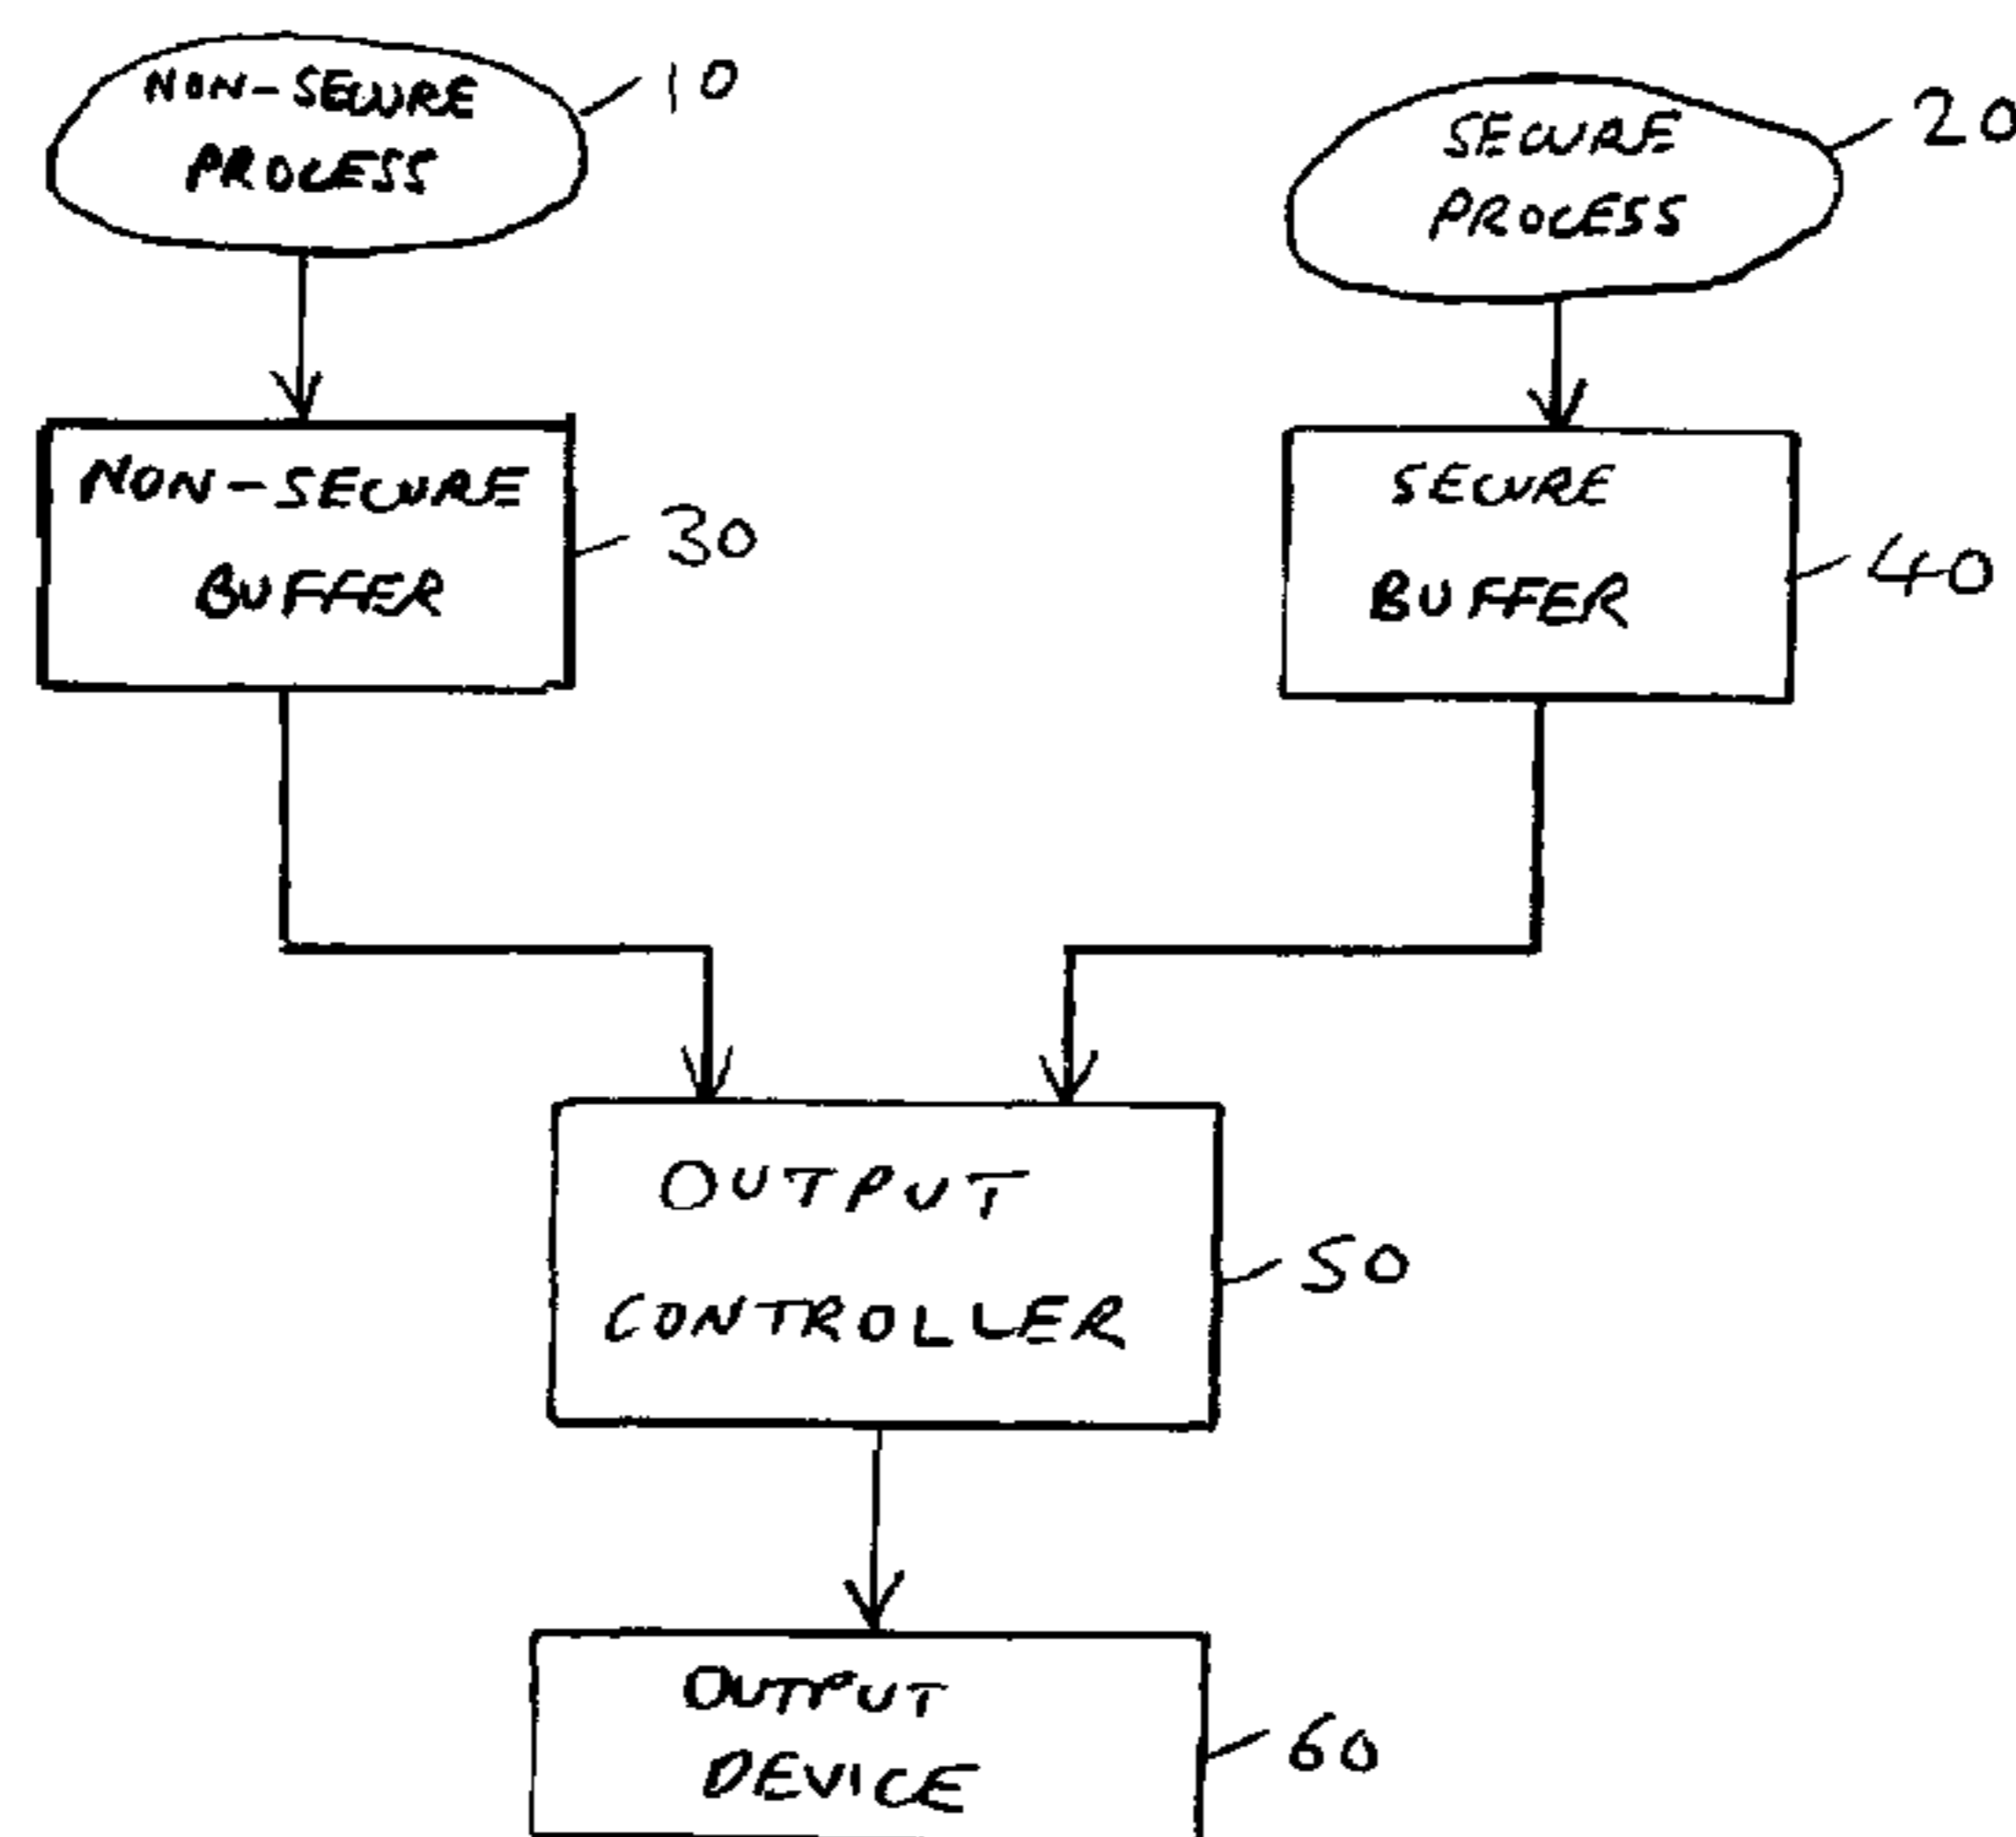 NON-SECURE
PROCESS
10
SECURE
PROCESS
20
NON-SECURE
BUFFER
30
SECURE
BUFFER
40
OUTPUT
CONTROLLER
50
OUTPUT
DEVICE
60